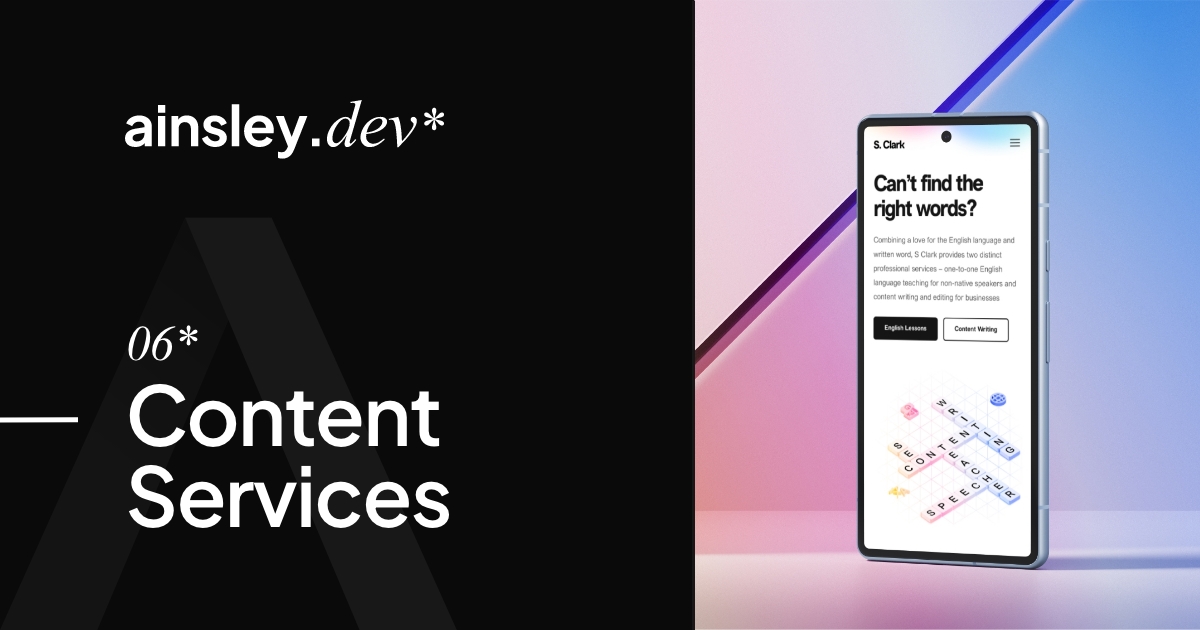 ainsley.dev*
06*
Content
Services
S. Clark
Can't find the
right words?
Combining a love for the English language and
written word, S Clark provides two distinct
professional services – one-to-one English
language teaching for non-native speakers and
content writing and editing for businesses
English Lessons
Content Writing
WRITING
SEO
CONTENT
TEACHER
SPEECH